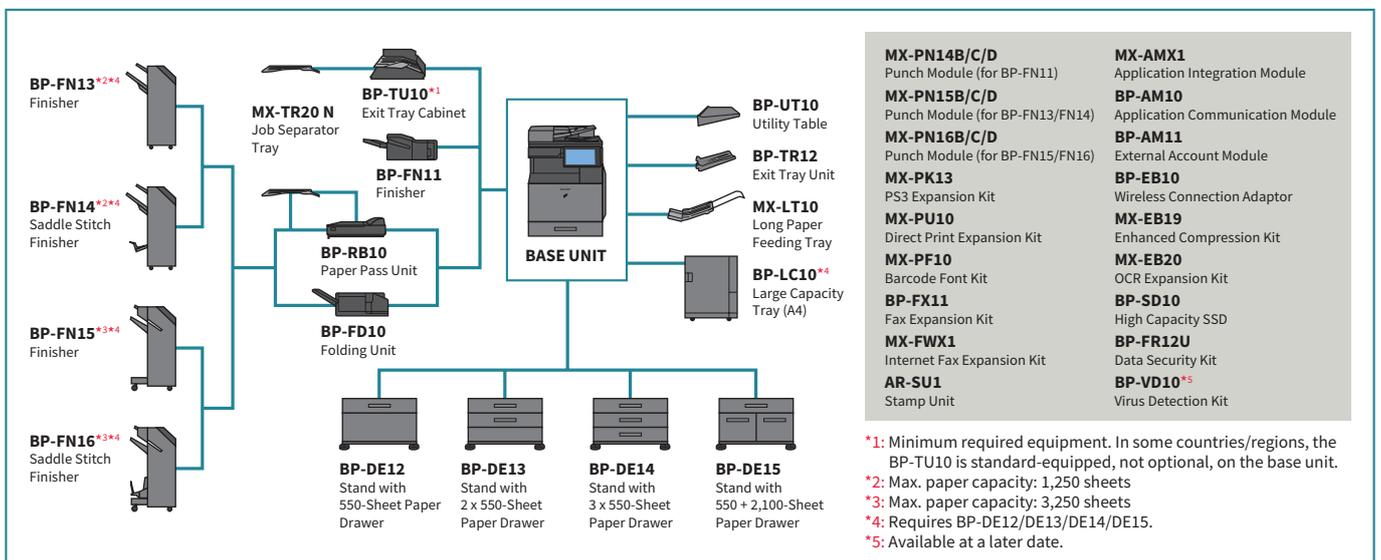 BP-FN13*2*4
Finisher
BP-FN14*2*4
Saddle Stitch
Finisher
BP-FN15*3*4
Finisher
BP-FN16*3*4
Saddle Stitch
Finisher
MX-TR20 N
Job Separator
Tray
BP-TU10*1
Exit Tray Cabinet
BP-FN11
Finisher
BP-RB10
Paper Pass Unit
BP-FD10
Folding Unit
BASE UNIT
BP-UT10
Utility Table
BP-TR12
Exit Tray Unit
MX-LT10
Long Paper
Feeding Tray
BP-LC10*4
Large Capacity
Tray (A4)
BP-DE12
Stand with
550-Sheet Paper
Drawer
BP-DE13
Stand with
2 x 550-Sheet
Paper Drawer
BP-DE14
Stand with
3 x 550-Sheet
Paper Drawer
BP-DE15
Stand with
550 + 2,100-Sheet
Paper Drawer
MX-PN14B/C/D
Punch Module (for BP-FN11)
MX-PN15B/C/D
Punch Module (for BP-FN13/FN14)
MX-PN16B/C/D
Punch Module (for BP-FN15/FN16)
MX-PK13
PS3 Expansion Kit
MX-PU10
Direct Print Expansion Kit
MX-PF10
Barcode Font Kit
BP-FX11
Fax Expansion Kit
MX-FWX1
Internet Fax Expansion Kit
AR-SU1
Stamp Unit
MX-AMX1
Application Integration Module
BP-AM10
Application Communication Module
BP-AM11
External Account Module
BP-EB10
Wireless Connection Adaptor
MX-EB19
Enhanced Compression Kit
MX-EB20
OCR Expansion Kit
BP-SD10
High Capacity SSD
BP-FR12U
Data Security Kit
BP-VD10*5
Virus Detection Kit
*1: Minimum required equipment. In some countries/regions, the
BP-TU10 is standard-equipped, not optional, on the base unit.
*2: Max. paper capacity: 1,250 sheets
*3: Max. paper capacity: 3,250 sheets
*4: Requires BP-DE12/DE13/DE14/DE15.
*5: Available at a later date.